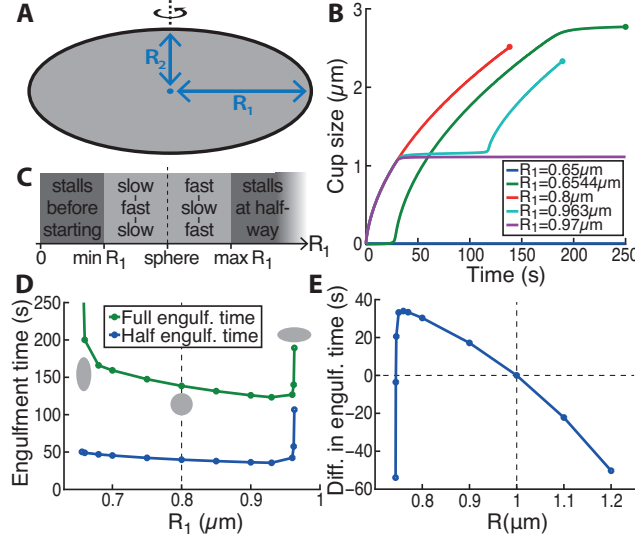 A
R2
R1
B
Cup size (μm)
3
2
1
0
0 50 100 150 200 250
Time (s)
R1=0.65μm
R1=0.6544μm
R1=0.8μm
R1=0.963μm
R1=0.97μm
C
stalls before starting
slow fast slow
fast slow fast
stalls at half-way
0 min R1 sphere max R1 R1
D
Engulfment time (s)
250
200
150
100
50
0
Full engulf. time
Half engulf. time
0.7 0.8 0.9 1
R1 (μm)
E
Diff. in engulf. time (s)
40
20
0
-20
-40
-60
0.8 0.9 1 1.1 1.2
R(μm)